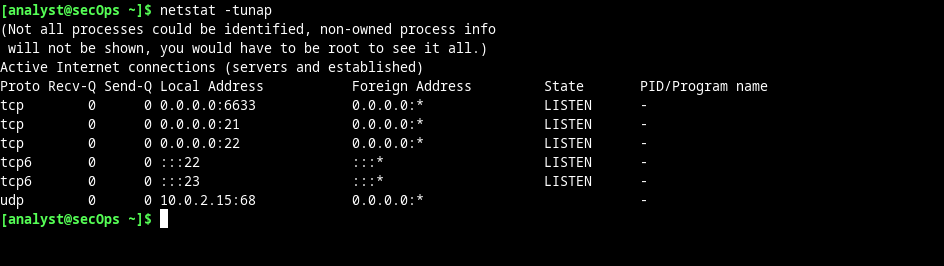 [analyst@secOps ~]$ netstat -tunap
(Not all processes could be identified, non-owned process info
 will not be shown, you would have to be root to see it all.)
Active Internet connections (servers and established)
Proto Recv-Q Send-Q Local Address           Foreign Address         State       PID/Program name
tcp        0      0 0.0.0.0:6633            0.0.0.0:*               LISTEN      -
tcp        0      0 0.0.0.0:21              0.0.0.0:*               LISTEN      -
tcp        0      0 0.0.0.0:22              0.0.0.0:*               LISTEN      -
tcp6       0      0 :::22                   :::*                    LISTEN      -
tcp6       0      0 :::23                   :::*                    LISTEN      -
udp        0      0 10.0.2.15:68            0.0.0.0:*                           -
[analyst@secOps ~]$